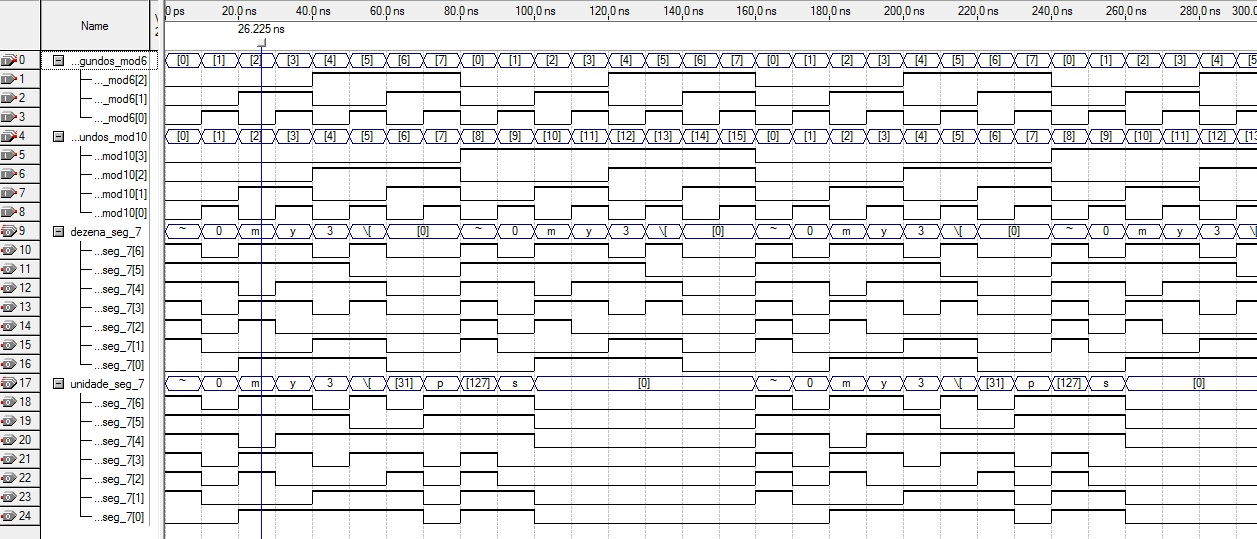 0 ps 20.0 ns 40.0 ns 60.0 ns 80.0 ns 100.0 ns 120.0 ns 140.0 ns 160.0 ns 180.0 ns 200.0 ns 220.0 ns 240.0 ns 260.0 ns 280.0 ns 300.0
Name
26.225 ns
0 ...gundos_mod6 [0] [1] [2] [3] [4] [5] [6] [7] [0] [1] [2] [3] [4] [5] [6] [7] [0] [1] [2] [3] [4] [5] [6] [7] [0] [1] [2] [3] [4] [5
1 ..._mod6[2]
2 ..._mod6[1]
3 ..._mod6[0]
4 ...undos_mod10 [0] [1] [2] [3] [4] [5] [6] [7] [8] [9] [10] [11] [12] [13] [14] [15] [0] [1] [2] [3] [4] [5] [6] [7] [8] [9] [10] [11] [12] [13
5 ...mod10[3]
6 ...mod10[2]
7 ...mod10[1]
8 ...mod10[0]
9 dezena_seg_7 ~ 0 m y 3 \[ [0] ~ 0 m y 3 \[ [0] ~ 0 m y 3 \[ [0] ~ 0 m y 3 \[
10 ...seg_7[6]
11 ...seg_7[5]
12 ...seg_7[4]
13 ...seg_7[3]
14 ...seg_7[2]
15 ...seg_7[1]
16 ...seg_7[0]
17 unidade_seg_7 ~ 0 m y 3 \[ [31] p [127] s [0] ~ 0 m y 3 \[ [31] p [127] s [0]
18 ...seg_7[6]
19 ...seg_7[5]
20 ...seg_7[4]
21 ...seg_7[3]
22 ...seg_7[2]
23 ...seg_7[1]
24 ...seg_7[0]